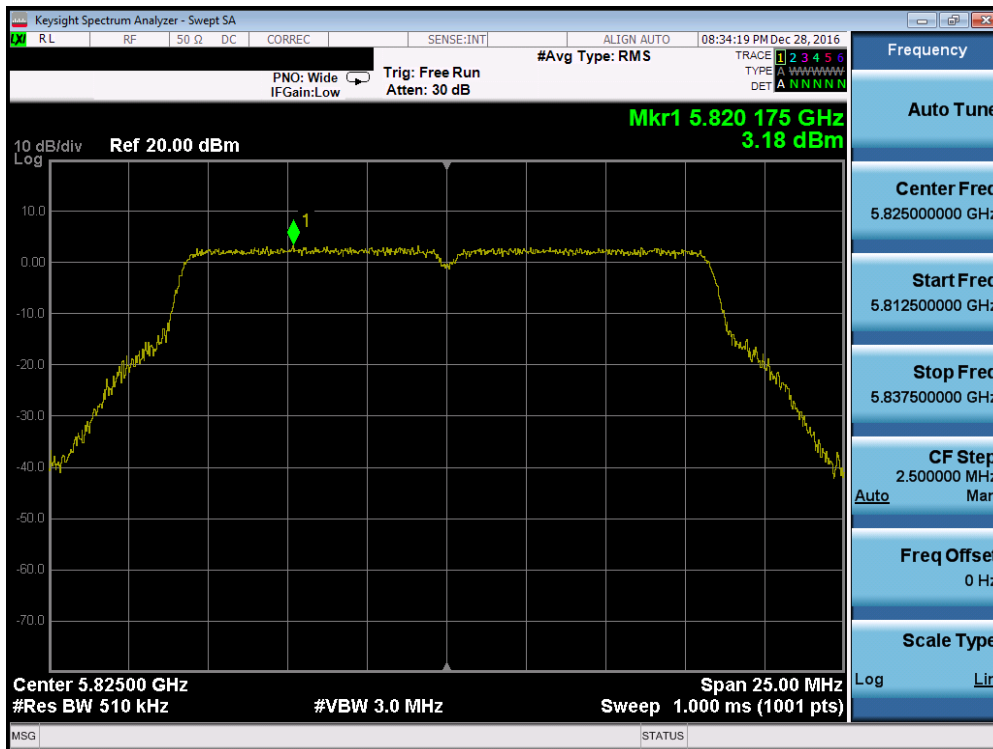 Keysight Spectrum Analyzer - Swept SA
LXI RL RF 50 Ω DC CORREC SENSE:INT ALIGN AUTO 08:34:19 PM Dec 28, 2016
#Avg Type: RMS TRACE 1 2 3 4 5 6
PNO: Wide Trig: Free Run TYPE A WWWWW
IFGain:Low Atten: 30 dB DET A N N N N N
Mkr1 5.820 175 GHz
3.18 dBm
10 dB/div Ref 20.00 dBm
Log
1
10.0
0.00
-10.0
-20.0
-30.0
-40.0
-50.0
-60.0
-70.0
Center 5.82500 GHz Span 25.00 MHz
#Res BW 510 kHz #VBW 3.0 MHz Sweep 1.000 ms (1001 pts)
MSG STATUS
Frequency
Auto Tune
Center Freq
5.825000000 GHz
Start Freq
5.812500000 GHz
Stop Freq
5.837500000 GHz
CF Step
2.500000 MHz
Auto Man
Freq Offset
0 Hz
Scale Type
Log Lin